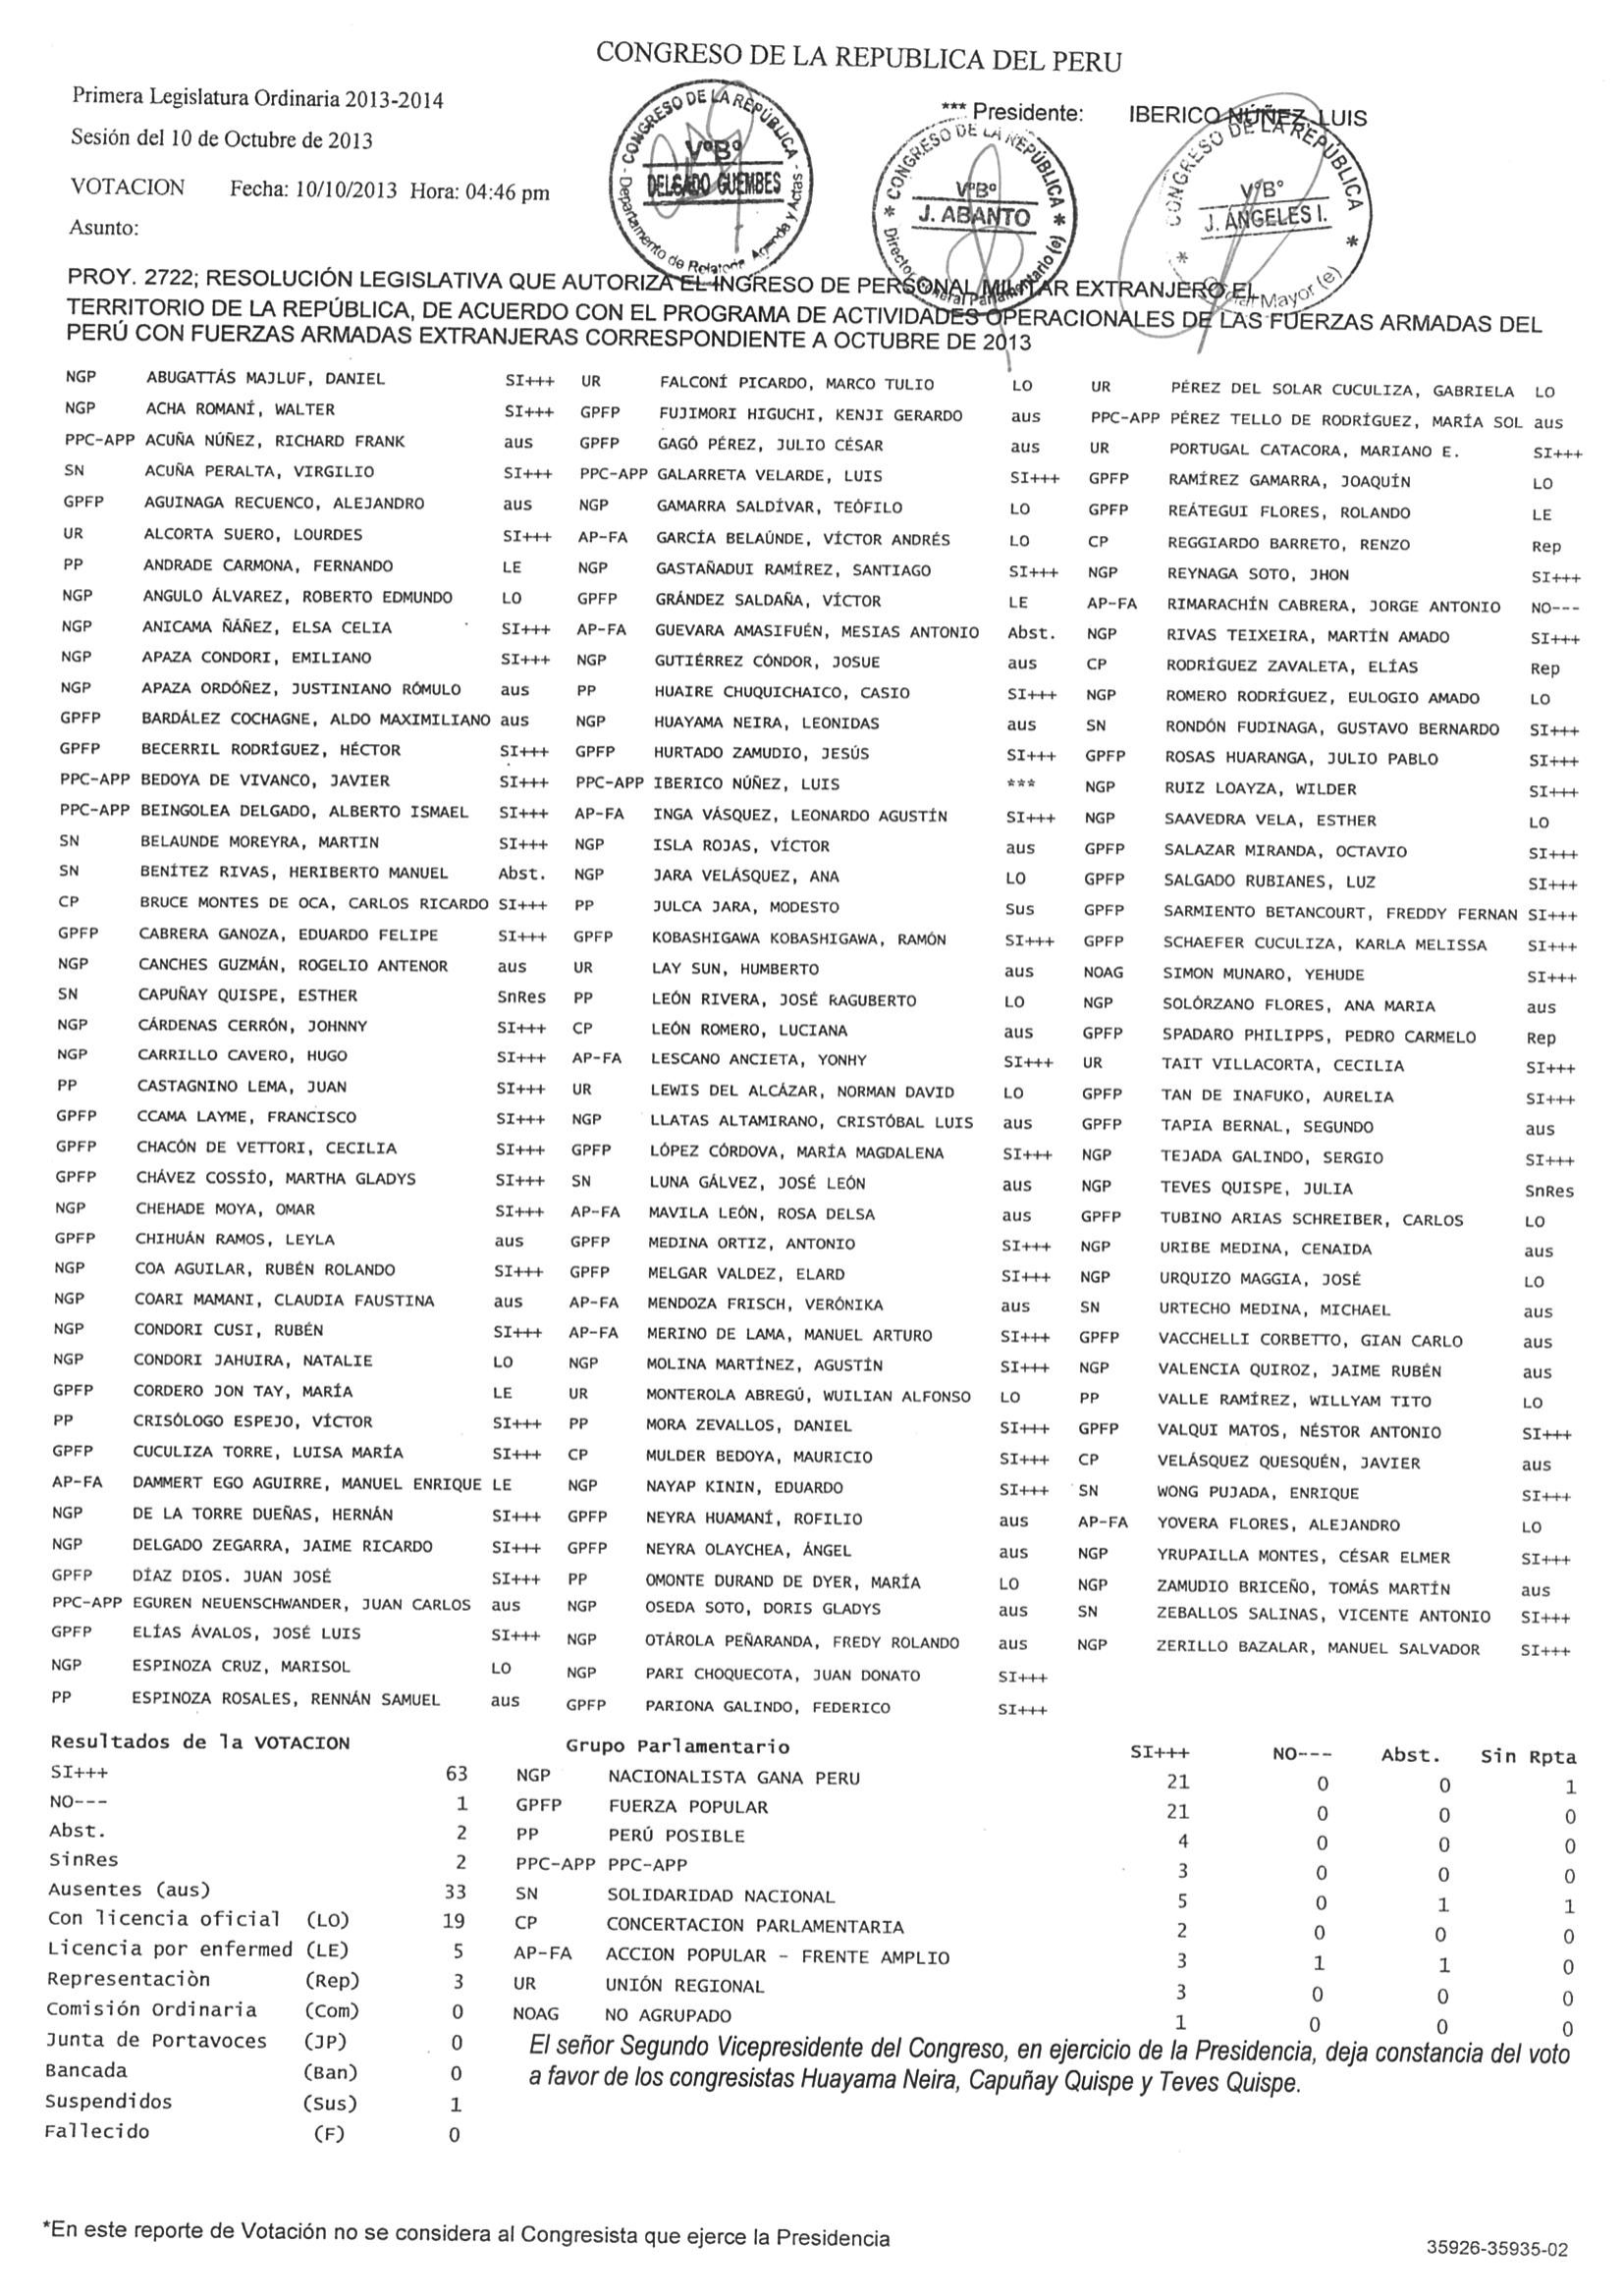 CONGRESO DE LA REPUBLICA DEL PERU
Primera Legislatura Ordinaria 2013-2014
*** Presidente: IBERICO NÚÑEZ, LUIS
Sesión del 10 de Octubre de 2013
VOTACION Fecha: 10/10/2013 Hora: 04:46 pm
Asunto:
CONGRESO DE LA REPÚBLICA - Departamento de Relatoría, Agenda y Actas -
VºBº
DELGADO GUEMBES
* CONGRESO DE LA REPÚBLICA * Director General Parlamentario (e)
VºBº
J. ABANTO
* CONGRESO DE LA REPÚBLICA * Mayor (e)
VºBº
J. ÁNGELES I.
PROY. 2722; RESOLUCIÓN LEGISLATIVA QUE AUTORIZA EL INGRESO DE PERSONAL MILITAR EXTRANJERO EL
TERRITORIO DE LA REPÚBLICA, DE ACUERDO CON EL PROGRAMA DE ACTIVIDADES OPERACIONALES DE LAS FUERZAS ARMADAS DEL
PERÚ CON FUERZAS ARMADAS EXTRANJERAS CORRESPONDIENTE A OCTUBRE DE 2013
NGP ABUGATTÁS MAJLUF, DANIEL SI+++ UR FALCONÍ PICARDO, MARCO TULIO LO UR PÉREZ DEL SOLAR CUCULIZA, GABRIELA LO
NGP ACHA ROMANÍ, WALTER SI+++ GPFP FUJIMORI HIGUCHI, KENJI GERARDO aus PPC-APP PÉREZ TELLO DE RODRÍGUEZ, MARÍA SOL aus
PPC-APP ACUÑA NÚÑEZ, RICHARD FRANK aus GPFP GAGÓ PÉREZ, JULIO CÉSAR aus UR PORTUGAL CATACORA, MARIANO E. SI+++
SN ACUÑA PERALTA, VIRGILIO SI+++ PPC-APP GALARRETA VELARDE, LUIS SI+++ GPFP RAMÍREZ GAMARRA, JOAQUÍN LO
GPFP AGUINAGA RECUENCO, ALEJANDRO aus NGP GAMARRA SALDÍVAR, TEÓFILO LO GPFP REÁTEGUI FLORES, ROLANDO LE
UR ALCORTA SUERO, LOURDES SI+++ AP-FA GARCÍA BELAÚNDE, VÍCTOR ANDRÉS LO CP REGGIARDO BARRETO, RENZO Rep
PP ANDRADE CARMONA, FERNANDO LE NGP GASTAÑADUI RAMÍREZ, SANTIAGO SI+++ NGP REYNAGA SOTO, JHON SI+++
NGP ANGULO ÁLVAREZ, ROBERTO EDMUNDO LO GPFP GRÁNDEZ SALDAÑA, VÍCTOR LE AP-FA RIMARACHÍN CABRERA, JORGE ANTONIO NO---
NGP ANICAMA ÑÁÑEZ, ELSA CELIA SI+++ AP-FA GUEVARA AMASIFUÉN, MESIAS ANTONIO Abst. NGP RIVAS TEIXEIRA, MARTÍN AMADO SI+++
NGP APAZA CONDORI, EMILIANO SI+++ NGP GUTIÉRREZ CÓNDOR, JOSUE aus CP RODRÍGUEZ ZAVALETA, ELÍAS Rep
NGP APAZA ORDÓÑEZ, JUSTINIANO RÓMULO aus PP HUAIRE CHUQUICHAICO, CASIO SI+++ NGP ROMERO RODRÍGUEZ, EULOGIO AMADO LO
GPFP BARDÁLEZ COCHAGNE, ALDO MAXIMILIANO aus NGP HUAYAMA NEIRA, LEONIDAS aus SN RONDÓN FUDINAGA, GUSTAVO BERNARDO SI+++
GPFP BECERRIL RODRÍGUEZ, HÉCTOR SI+++ GPFP HURTADO ZAMUDIO, JESÚS SI+++ GPFP ROSAS HUARANGA, JULIO PABLO SI+++
PPC-APP BEDOYA DE VIVANCO, JAVIER SI+++ PPC-APP IBERICO NÚÑEZ, LUIS *** NGP RUIZ LOAYZA, WILDER SI+++
PPC-APP BEINGOLEA DELGADO, ALBERTO ISMAEL SI+++ AP-FA INGA VÁSQUEZ, LEONARDO AGUSTÍN SI+++ NGP SAAVEDRA VELA, ESTHER LO
SN BELAUNDE MOREYRA, MARTIN SI+++ NGP ISLA ROJAS, VÍCTOR aus GPFP SALAZAR MIRANDA, OCTAVIO SI+++
SN BENÍTEZ RIVAS, HERIBERTO MANUEL Abst. NGP JARA VELÁSQUEZ, ANA LO GPFP SALGADO RUBIANES, LUZ SI+++
CP BRUCE MONTES DE OCA, CARLOS RICARDO SI+++ PP JULCA JARA, MODESTO Sus GPFP SARMIENTO BETANCOURT, FREDDY FERNAN SI+++
GPFP CABRERA GANOZA, EDUARDO FELIPE SI+++ GPFP KOBASHIGAWA KOBASHIGAWA, RAMÓN SI+++ GPFP SCHAEFER CUCULIZA, KARLA MELISSA SI+++
NGP CANCHES GUZMÁN, ROGELIO ANTENOR aus UR LAY SUN, HUMBERTO aus NOAG SIMON MUNARO, YEHUDE SI+++
SN CAPUÑAY QUISPE, ESTHER SnRes PP LEÓN RIVERA, JOSÉ RAGUBERTO LO NGP SOLÓRZANO FLORES, ANA MARIA aus
NGP CÁRDENAS CERRÓN, JOHNNY SI+++ CP LEÓN ROMERO, LUCIANA aus GPFP SPADARO PHILIPPS, PEDRO CARMELO Rep
NGP CARRILLO CAVERO, HUGO SI+++ AP-FA LESCANO ANCIETA, YONHY SI+++ UR TAIT VILLACORTA, CECILIA SI+++
PP CASTAGNINO LEMA, JUAN SI+++ UR LEWIS DEL ALCÁZAR, NORMAN DAVID LO GPFP TAN DE INAFUKO, AURELIA SI+++
GPFP CCAMA LAYME, FRANCISCO SI+++ NGP LLATAS ALTAMIRANO, CRISTÓBAL LUIS aus GPFP TAPIA BERNAL, SEGUNDO aus
GPFP CHACÓN DE VETTORI, CECILIA SI+++ GPFP LÓPEZ CÓRDOVA, MARÍA MAGDALENA SI+++ NGP TEJADA GALINDO, SERGIO SI+++
GPFP CHÁVEZ COSSÍO, MARTHA GLADYS SI+++ SN LUNA GÁLVEZ, JOSÉ LEÓN aus NGP TEVES QUISPE, JULIA SnRes
NGP CHEHADE MOYA, OMAR SI+++ AP-FA MAVILA LEÓN, ROSA DELSA aus GPFP TUBINO ARIAS SCHREIBER, CARLOS LO
GPFP CHIHUÁN RAMOS, LEYLA aus GPFP MEDINA ORTIZ, ANTONIO SI+++ NGP URIBE MEDINA, CENAIDA aus
NGP COA AGUILAR, RUBÉN ROLANDO SI+++ GPFP MELGAR VALDEZ, ELARD SI+++ NGP URQUIZO MAGGIA, JOSÉ LO
NGP COARI MAMANI, CLAUDIA FAUSTINA aus AP-FA MENDOZA FRISCH, VERÓNIKA aus SN URTECHO MEDINA, MICHAEL aus
NGP CONDORI CUSI, RUBÉN SI+++ AP-FA MERINO DE LAMA, MANUEL ARTURO SI+++ GPFP VACCHELLI CORBETTO, GIAN CARLO aus
NGP CONDORI JAHUIRA, NATALIE LO NGP MOLINA MARTÍNEZ, AGUSTÍN SI+++ NGP VALENCIA QUIROZ, JAIME RUBÉN aus
GPFP CORDERO JON TAY, MARÍA LE UR MONTEROLA ABREGÚ, WUILIAN ALFONSO LO PP VALLE RAMÍREZ, WILLYAM TITO LO
PP CRISÓLOGO ESPEJO, VÍCTOR SI+++ PP MORA ZEVALLOS, DANIEL SI+++ GPFP VALQUI MATOS, NÉSTOR ANTONIO SI+++
GPFP CUCULIZA TORRE, LUISA MARÍA SI+++ CP MULDER BEDOYA, MAURICIO SI+++ CP VELÁSQUEZ QUESQUÉN, JAVIER aus
AP-FA DAMMERT EGO AGUIRRE, MANUEL ENRIQUE LE NGP NAYAP KININ, EDUARDO SI+++ SN WONG PUJADA, ENRIQUE SI+++
NGP DE LA TORRE DUEÑAS, HERNÁN SI+++ GPFP NEYRA HUAMANÍ, ROFILIO aus AP-FA YOVERA FLORES, ALEJANDRO LO
NGP DELGADO ZEGARRA, JAIME RICARDO SI+++ GPFP NEYRA OLAYCHEA, ÁNGEL aus NGP YRUPAILLA MONTES, CÉSAR ELMER SI+++
GPFP DÍAZ DIOS. JUAN JOSÉ SI+++ PP OMONTE DURAND DE DYER, MARÍA LO NGP ZAMUDIO BRICEÑO, TOMÁS MARTÍN aus
PPC-APP EGUREN NEUENSCHWANDER, JUAN CARLOS aus NGP OSEDA SOTO, DORIS GLADYS aus SN ZEBALLOS SALINAS, VICENTE ANTONIO SI+++
GPFP ELÍAS ÁVALOS, JOSÉ LUIS SI+++ NGP OTÁROLA PEÑARANDA, FREDY ROLANDO aus NGP ZERILLO BAZALAR, MANUEL SALVADOR SI+++
NGP ESPINOZA CRUZ, MARISOL LO NGP PARI CHOQUECOTA, JUAN DONATO SI+++
PP ESPINOZA ROSALES, RENNÁN SAMUEL aus GPFP PARIONA GALINDO, FEDERICO SI+++
Resultados de la VOTACION Grupo Parlamentario SI+++ NO--- Abst. Sin Rpta
SI+++ 63 NGP NACIONALISTA GANA PERU 21 0 0 1
NO--- 1 GPFP FUERZA POPULAR 21 0 0 0
Abst. 2 PP PERÚ POSIBLE 4 0 0 0
SinRes 2 PPC-APP PPC-APP 3 0 0 0
Ausentes (aus) 33 SN SOLIDARIDAD NACIONAL 5 0 1 1
Con licencia oficial (LO) 19 CP CONCERTACION PARLAMENTARIA 2 0 0 0
Licencia por enfermed (LE) 5 AP-FA ACCION POPULAR - FRENTE AMPLIO 3 1 1 0
Representaciòn (Rep) 3 UR UNIÓN REGIONAL 3 0 0 0
Comisión Ordinaria (Com) 0 NOAG NO AGRUPADO 1 0 0 0
Junta de Portavoces (JP) 0
Bancada (Ban) 0
Suspendidos (Sus) 1
Fallecido (F) 0
El señor Segundo Vicepresidente del Congreso, en ejercicio de la Presidencia, deja constancia del voto
a favor de los congresistas Huayama Neira, Capuñay Quispe y Teves Quispe.
*En este reporte de Votación no se considera al Congresista que ejerce la Presidencia
35926-35935-02